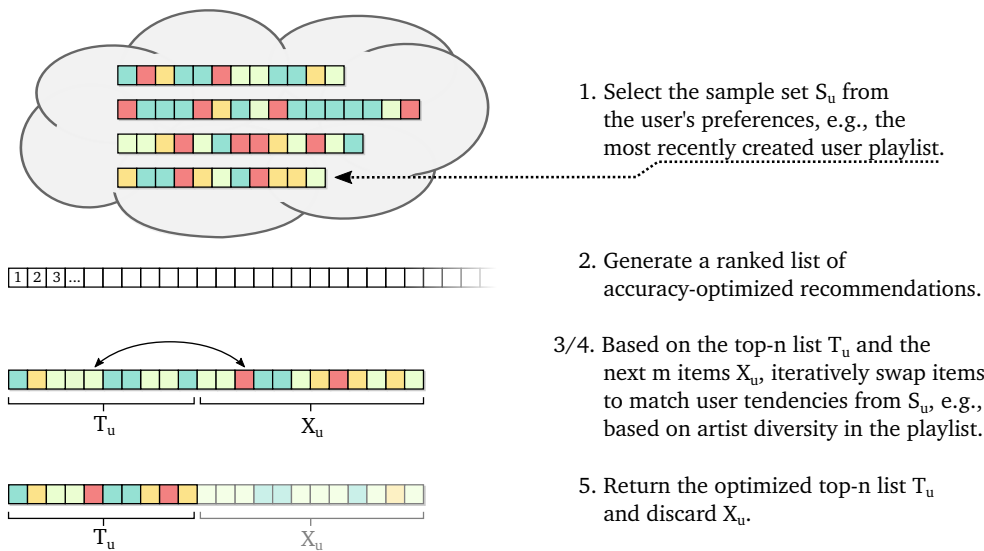 1. Select the sample set Su from
the user's preferences, e.g., the
most recently created user playlist.
1 2 3 ...
2. Generate a ranked list of
accuracy-optimized recommendations.
3/4. Based on the top-n list Tu and the
next m items Xu, iteratively swap items
to match user tendencies from Su, e.g.,
based on artist diversity in the playlist.
Tu Xu
5. Return the optimized top-n list Tu
and discard Xu.
Tu Xu